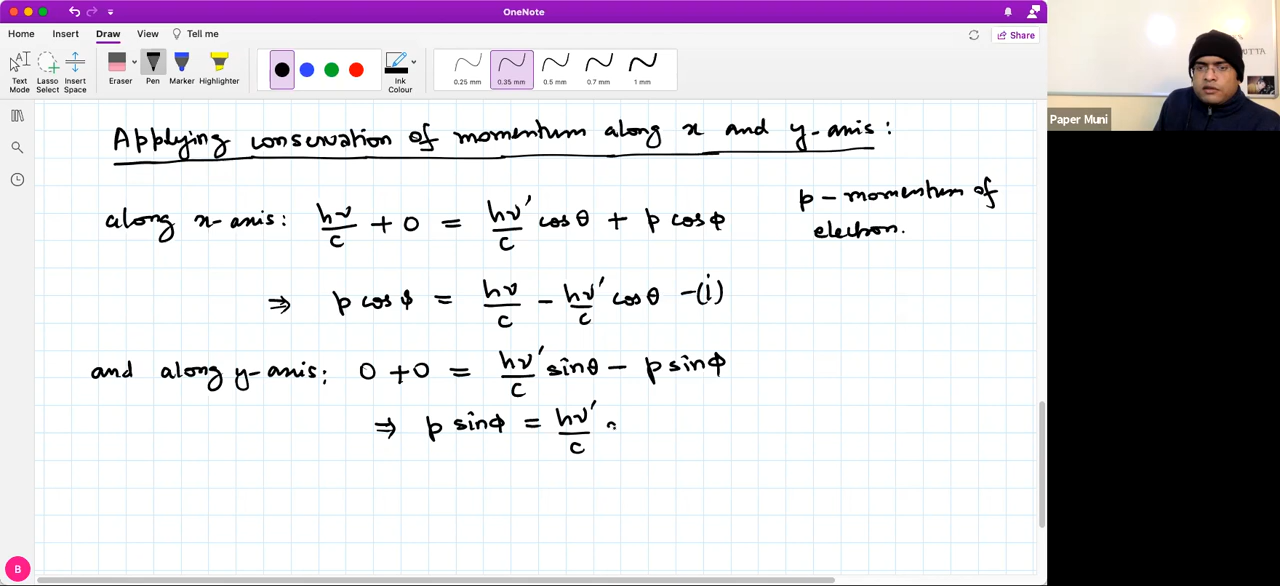 OneNote
Home Insert Draw View Tell me
Share
Text Mode
Lasso Select
Insert Space
Eraser
Pen
Marker
Highlighter
Ink Colour
0.25 mm
0.35 mm
0.5 mm
0.7 mm
1 mm
Paper Muni
Applying conservation of momentum along x and y-axis :
p - momentum of
electron.
along x-axis: hν/c + 0 = hν'/c cosθ + p cosϕ
⇒ p cosϕ = hν/c - hν'/c cosθ -(i)
and along y-axis: 0 + 0 = hν'/c sinθ - p sinϕ
⇒ p sinϕ = hν'/c
B